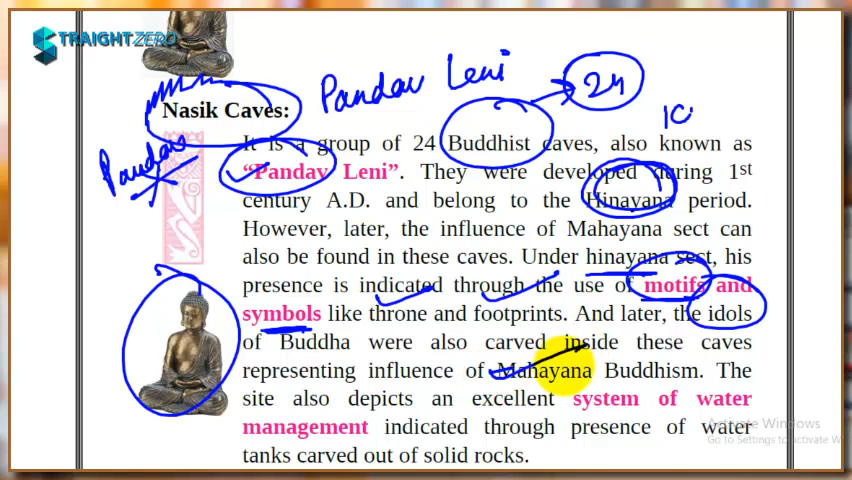 STRAIGHTZERO
Pandav Leni
24
Nasik Caves:
10
Pandav
It is a group of 24 Buddhist caves, also known as
“Pandav Leni”. They were developed during 1st
century A.D. and belong to the Hinayana period.
However, later, the influence of Mahayana sect can
also be found in these caves. Under hinayana sect, his
presence is indicated through the use of motifs and
symbols like throne and footprints. And later, the idols
of Buddha were also carved inside these caves
representing influence of Mahayana Buddhism. The
site also depicts an excellent system of water
management indicated through presence of water
tanks carved out of solid rocks.
Activate Windows
Go to Settings to activate W